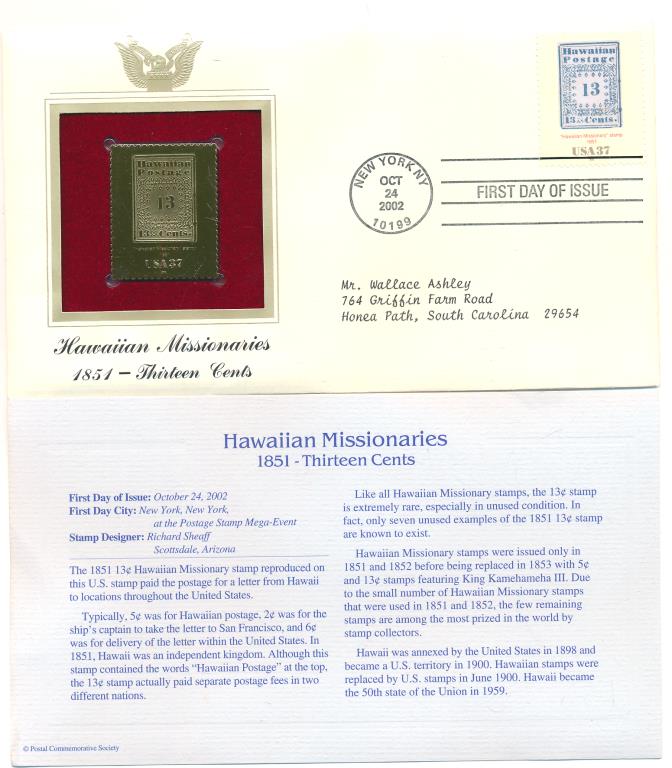 Hawaiian
Postage
13
13 Cents.
"Hawaiian Missionaries" stamp
1851
USA37
Hawaiian
Postage
13
13 Cents.
USA37
NEW YORK NY
OCT
24
2002
10199
FIRST DAY OF ISSUE
Mr. Wallace Ashley
764 Griffin Farm Road
Honea Path, South Carolina 29654
Hawaiian Missionaries
1851 – Thirteen Cents
Hawaiian Missionaries
1851 - Thirteen Cents
First Day of Issue: October 24, 2002
First Day City: New York, New York,
at the Postage Stamp Mega-Event
Stamp Designer: Richard Sheaff
Scottsdale, Arizona
The 1851 13¢ Hawaiian Missionary stamp reproduced on
this U.S. stamp paid the postage for a letter from Hawaii
to locations throughout the United States.
Typically, 5¢ was for Hawaiian postage, 2¢ was for the
ship's captain to take the letter to San Francisco, and 6¢
was for delivery of the letter within the United States. In
1851, Hawaii was an independent kingdom. Although this
stamp contained the words "Hawaiian Postage" at the top,
the 13¢ stamp actually paid separate postage fees in two
different nations.
Like all Hawaiian Missionary stamps, the 13¢ stamp
is extremely rare, especially in unused condition. In
fact, only seven unused examples of the 1851 13¢ stamp
are known to exist.
Hawaiian Missionary stamps were issued only in
1851 and 1852 before being replaced in 1853 with 5¢
and 13¢ stamps featuring King Kamehameha III. Due
to the small number of Hawaiian Missionary stamps
that were used in 1851 and 1852, the few remaining
stamps are among the most prized in the world by
stamp collectors.
Hawaii was annexed by the United States in 1898 and
became a U.S. territory in 1900. Hawaiian stamps were
replaced by U.S. stamps in June 1900. Hawaii became
the 50th state of the Union in 1959.
© Postal Commemorative Society